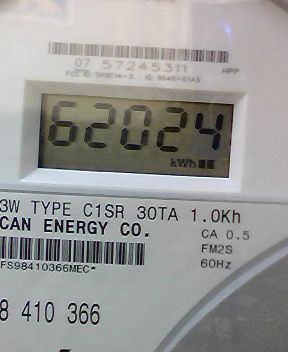 07 57245311
HPP
62024
kWh
3W TYPE C1SR 30TA 1.0Kh
CAN ENERGY CO.
CA 0.5
FM2S
60Hz
FS98410366MEC*
8 410 366